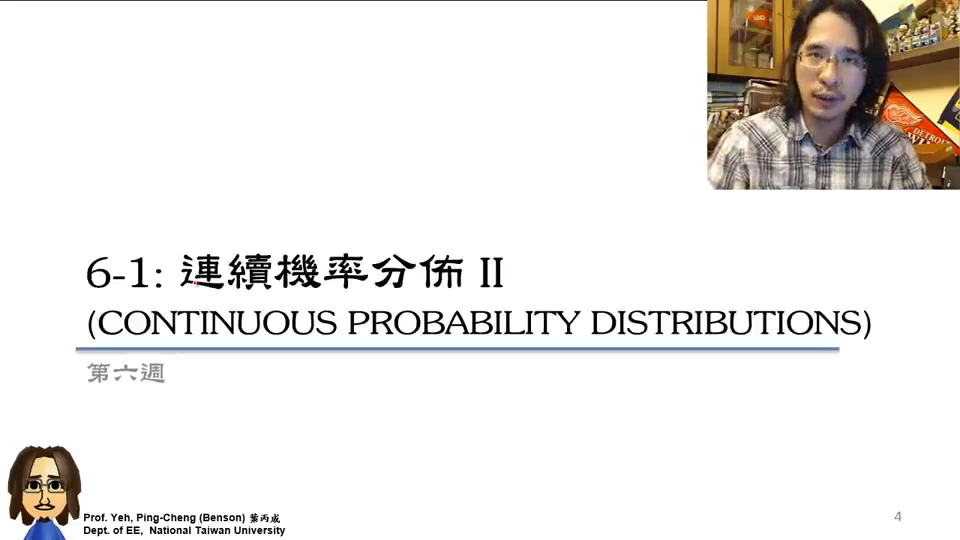 DETROIT
6-1: 連續機率分佈 II
(CONTINUOUS PROBABILITY DISTRIBUTIONS)
第六週
Prof. Yeh, Ping-Cheng (Benson) 葉丙成
Dept. of EE, National Taiwan University
4